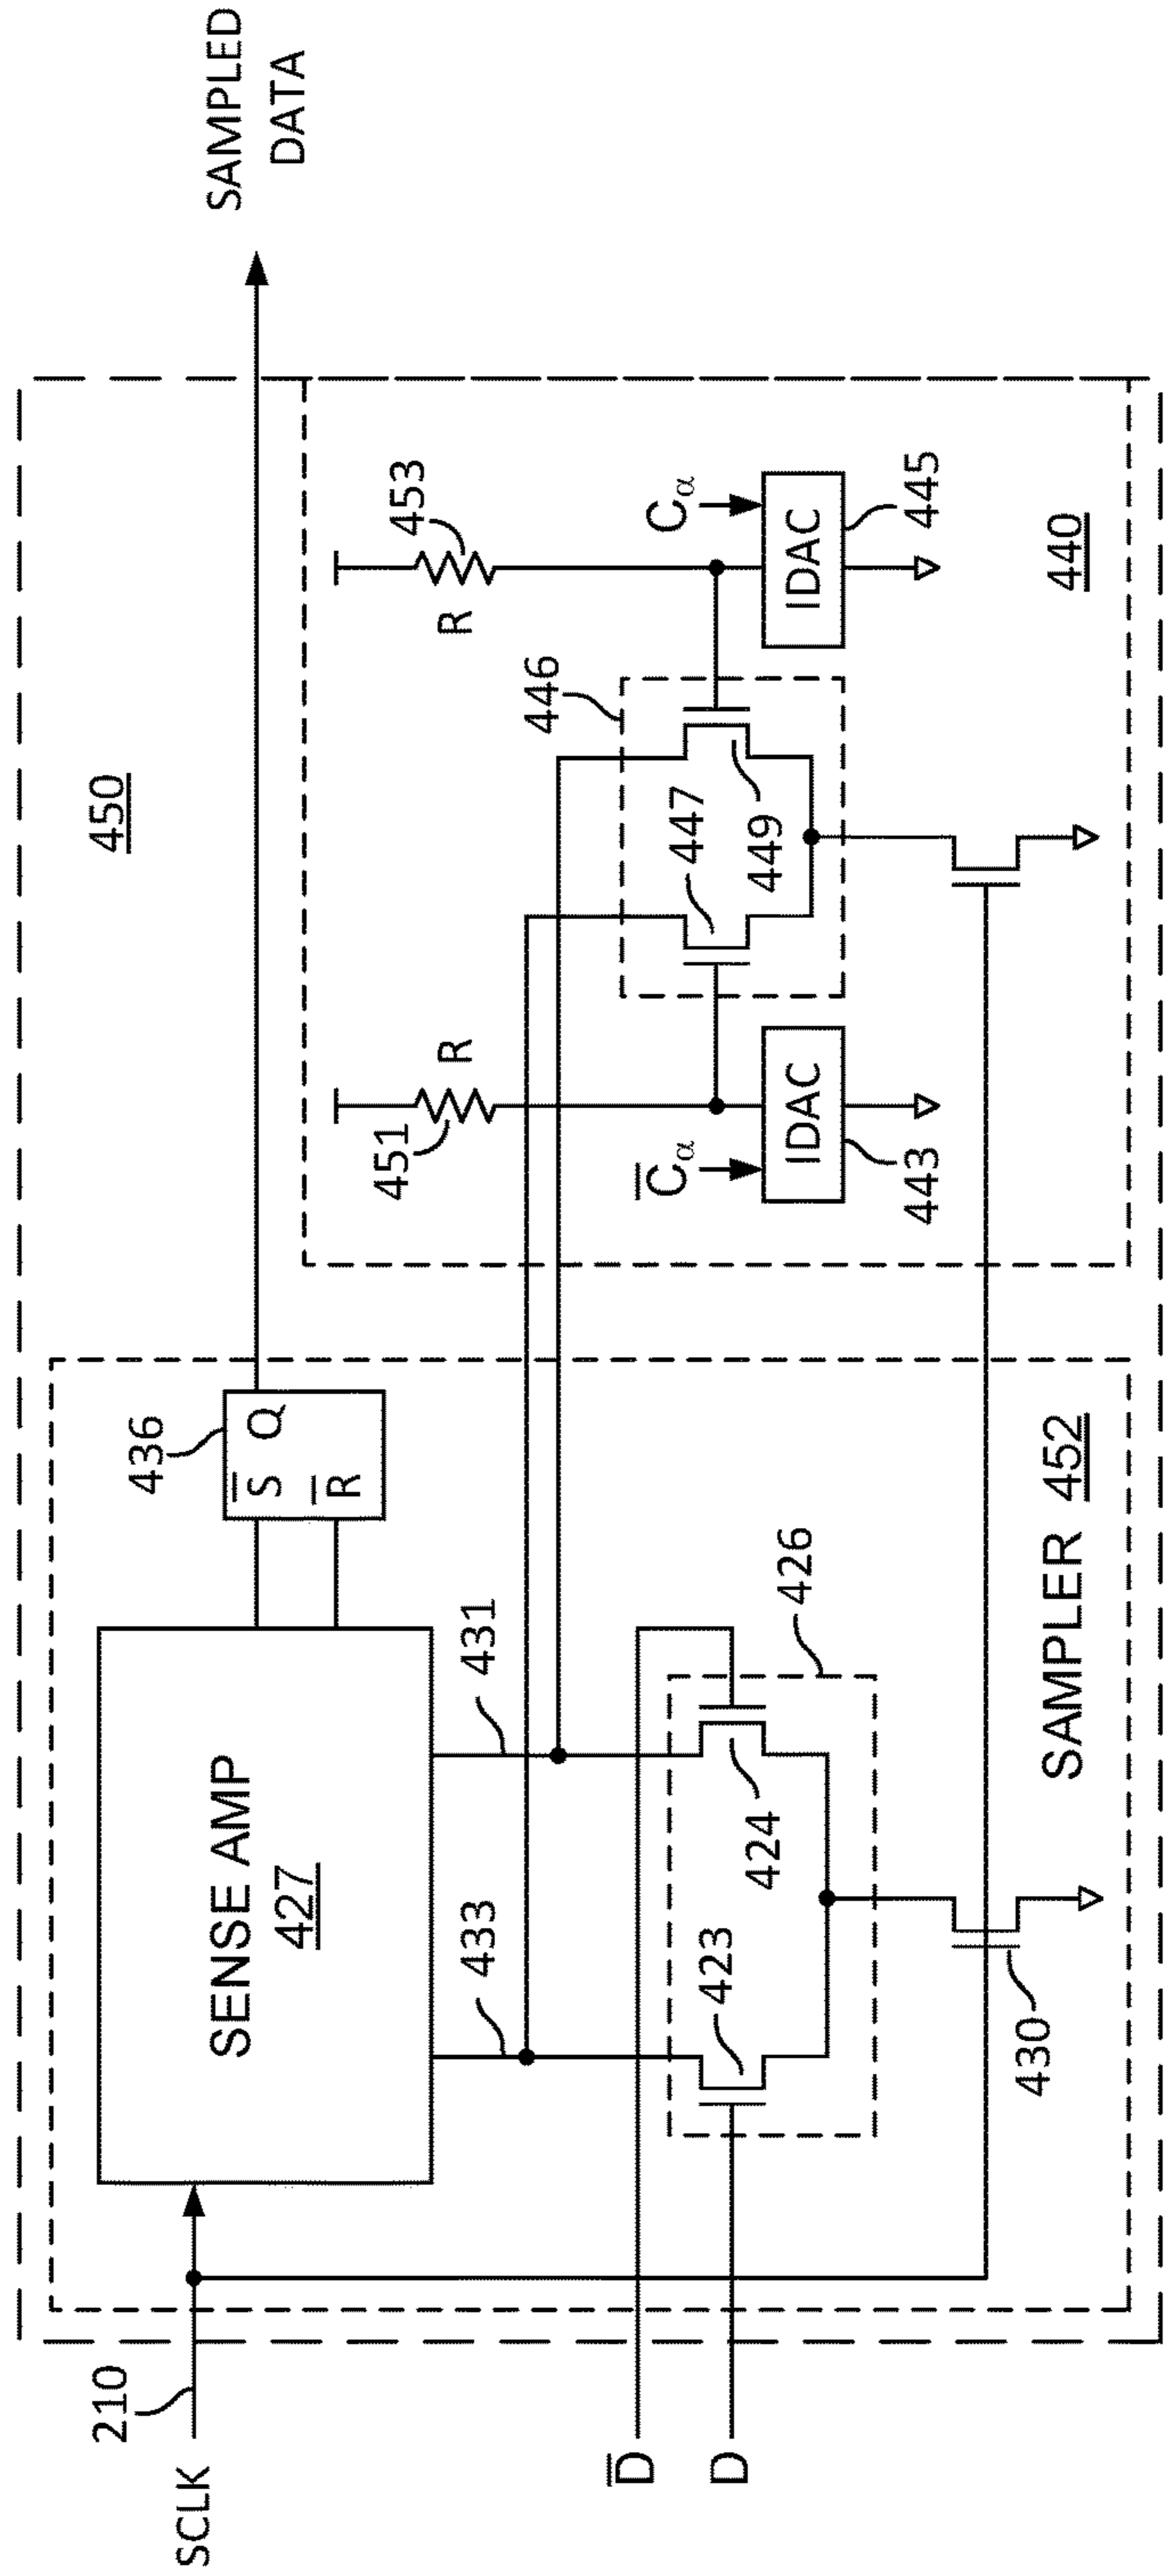 450
SCLK
210
SENSE AMP
427
436
S̅ Q
R̅
SAMPLED
DATA
433
431
D̅
D
423
424
426
430
SAMPLER 452
451
R
R
453
446
447
449
C̅α
Cα
IDAC
IDAC
443
445
440